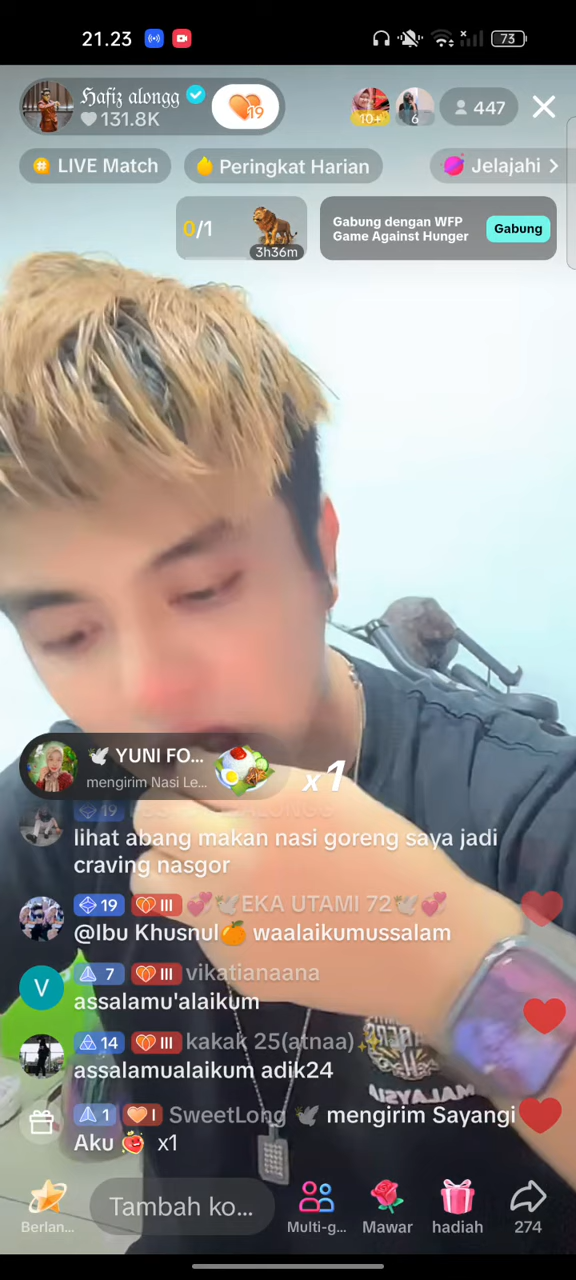 21.23
73
Hafiz alongg
131.8K
19
10+
6
447
LIVE Match
Peringkat Harian
Jelajahi
0/1
3h36m
Gabung dengan WFP
Game Against Hunger
Gabung
YUNI FO...
mengirim Nasi Le...
x1
19
lihat abang makan nasi goreng saya jadi
craving nasgor
19 III EKA UTAMI 72
@Ibu Khusnul waalaikumussalam
V
7 III vikatianaana
assalamu'alaikum
14 III kakak 25(atnaa)
assalamualaikum adik24
MALAYSIA
1 I SweetLong mengirim Sayangi
Aku x1
Berlan...
Tambah ko...
Multi-g...
Mawar
hadiah
274